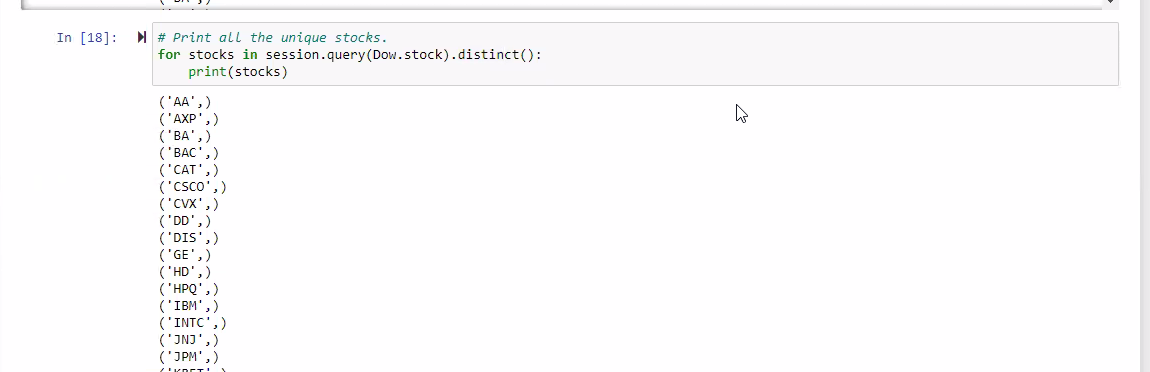 In [18]:
# Print all the unique stocks.
for stocks in session.query(Dow.stock).distinct():
    print(stocks)
('AA',)
('AXP',)
('BA',)
('BAC',)
('CAT',)
('CSCO',)
('CVX',)
('DD',)
('DIS',)
('GE',)
('HD',)
('HPQ',)
('IBM',)
('INTC',)
('JNJ',)
('JPM',)